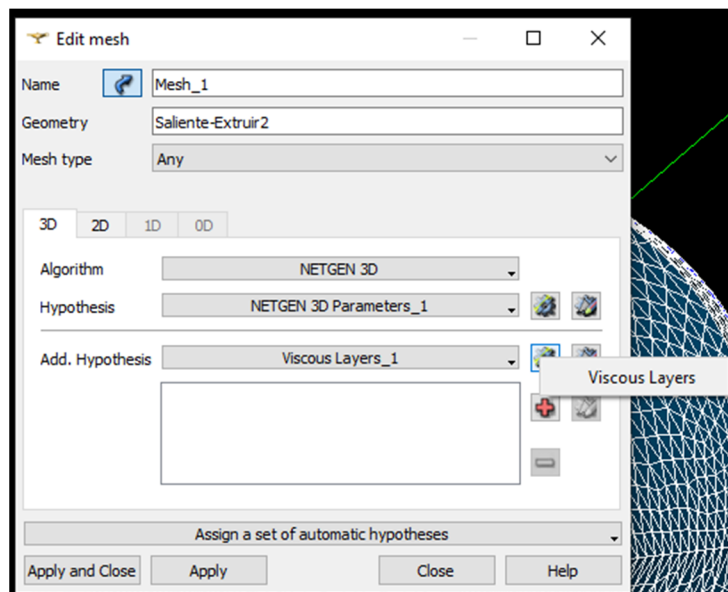 Edit mesh
Name Mesh_1
Geometry Saliente-Extruir2
Mesh type Any
3D 2D 1D 0D
Algorithm NETGEN 3D
Hypothesis NETGEN 3D Parameters_1
Add. Hypothesis Viscous Layers_1
Viscous Layers
Assign a set of automatic hypotheses
Apply and Close Apply Close Help